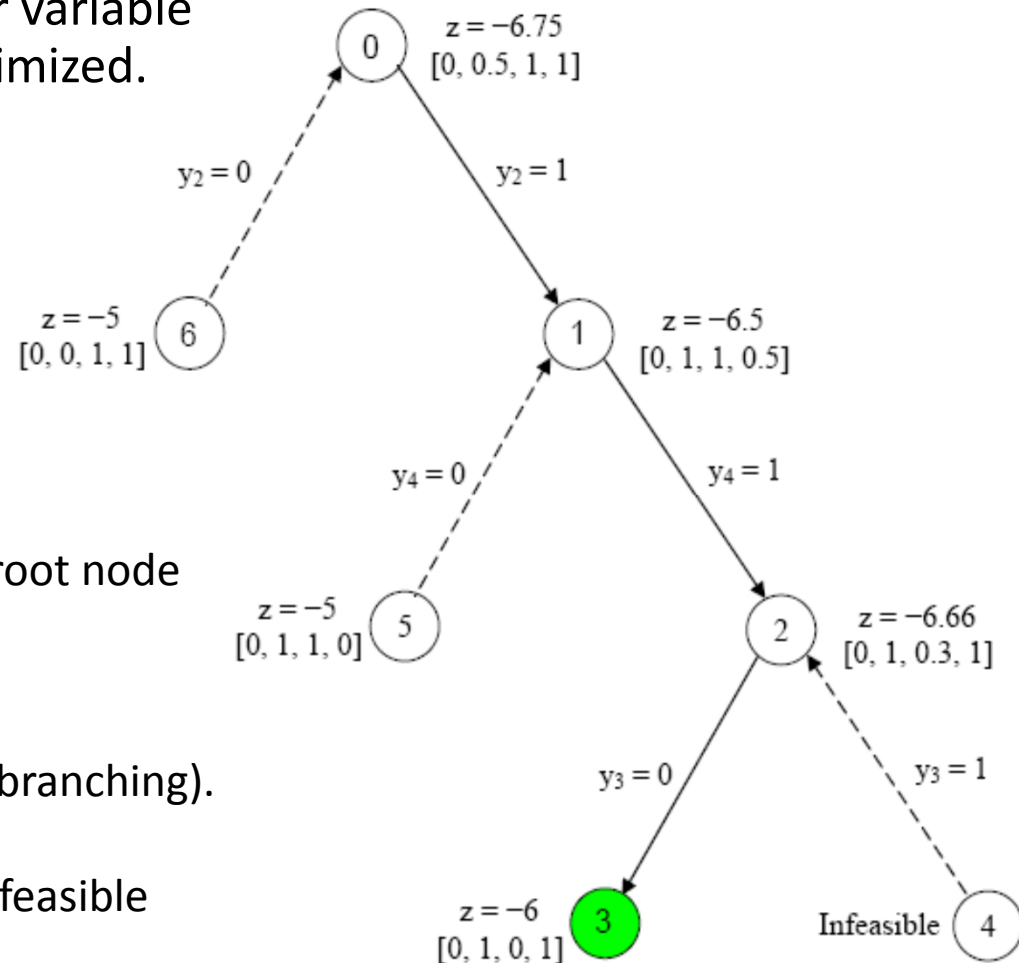 r variable
imized.
0
z = −6.75
[0, 0.5, 1, 1]
y₂ = 0
y₂ = 1
z = −5
[0, 0, 1, 1]
6
1
z = −6.5
[0, 1, 1, 0.5]
y₄ = 0
y₄ = 1
root node
z = −5
[0, 1, 1, 0]
5
2
z = −6.66
[0, 1, 0.3, 1]
branching).
y₃ = 0
y₃ = 1
feasible
z = −6
[0, 1, 0, 1]
3
Infeasible
4